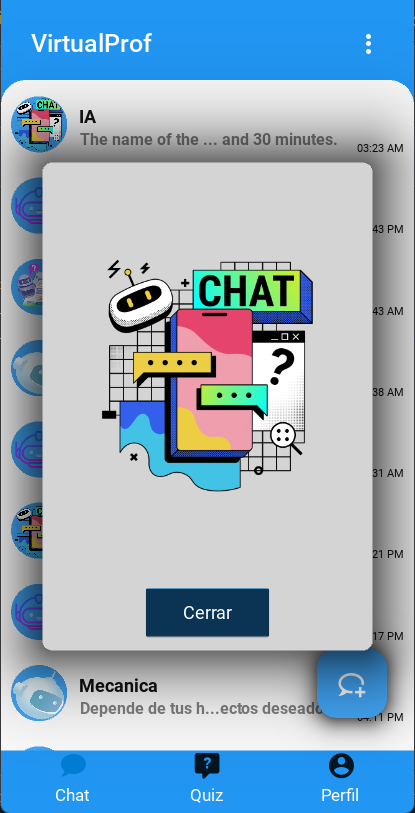 VirtualProf
IA
The name of the ... and 30 minutes.
03:23 AM
43 PM
43 AM
38 AM
31 AM
21 PM
17 PM
CHAT
?
Cerrar
Mecanica
Depende de tus h...ectos deseado
04:11 PM
?
Chat
Quiz
Perfil